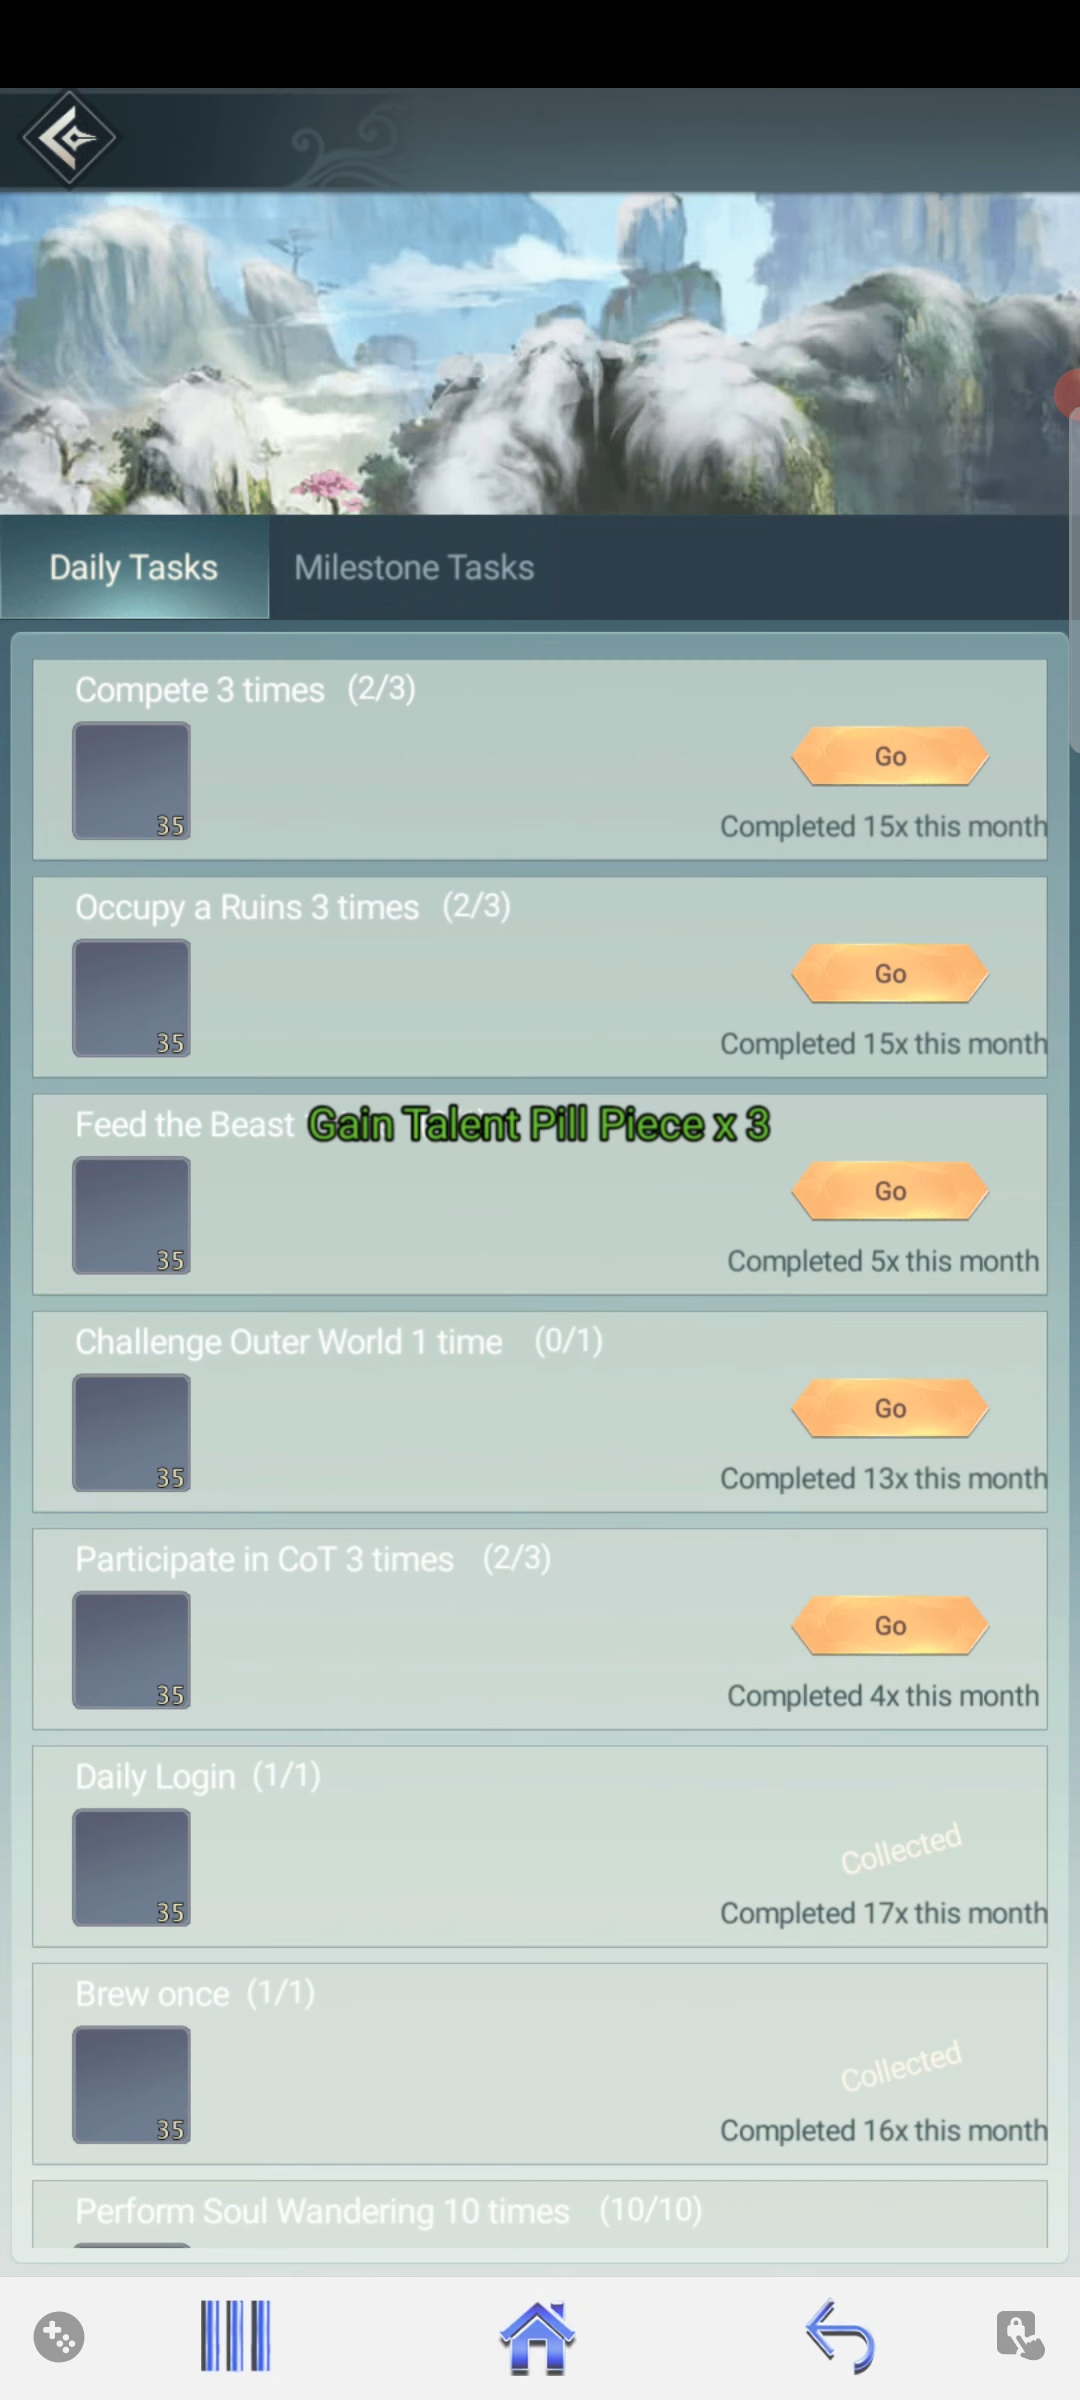 Daily Tasks
Milestone Tasks
Compete 3 times (2/3)
35
Go
Completed 15x this month
Occupy a Ruins 3 times (2/3)
35
Go
Completed 15x this month
Feed the Beast
Gain Talent Pill Piece x 3
35
Go
Completed 5x this month
Challenge Outer World 1 time (0/1)
35
Go
Completed 13x this month
Participate in CoT 3 times (2/3)
35
Go
Completed 4x this month
Daily Login (1/1)
35
Collected
Completed 17x this month
Brew once (1/1)
35
Collected
Completed 16x this month
Perform Soul Wandering 10 times (10/10)